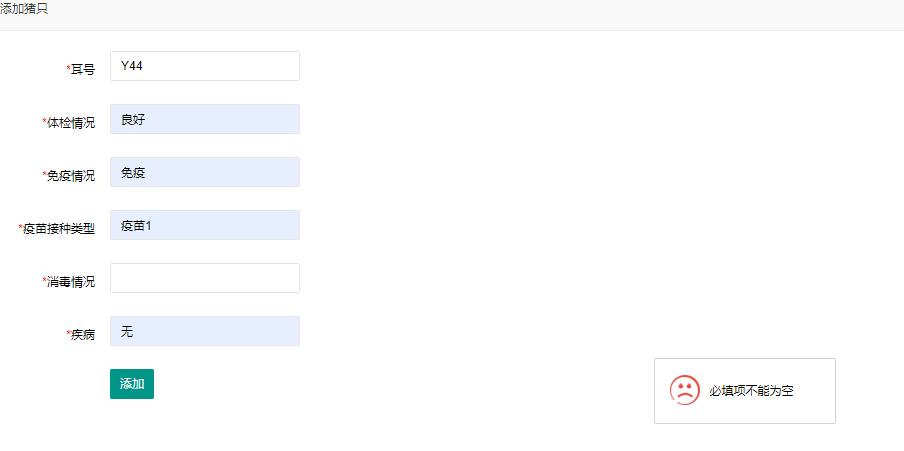 添加猪只
*耳号 Y44
*体检情况 良好
*免疫情况 免疫
*疫苗接种类型 疫苗1
*消毒情况
*疾病 无
添加
必填项不能为空